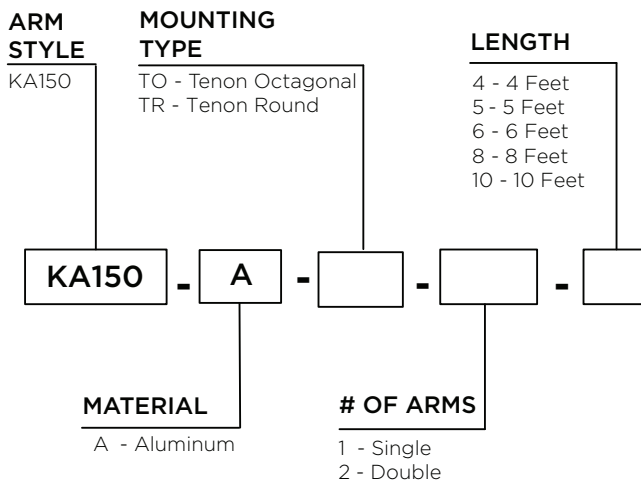 ARM
STYLE
KA150
MOUNTING
TYPE
TO - Tenon Octagonal
TR - Tenon Round
LENGTH
4 - 4 Feet
5 - 5 Feet
6 - 6 Feet
8 - 8 Feet
10 - 10 Feet
KA150 - A - - -
MATERIAL
A - Aluminum
# OF ARMS
1 - Single
2 - Double